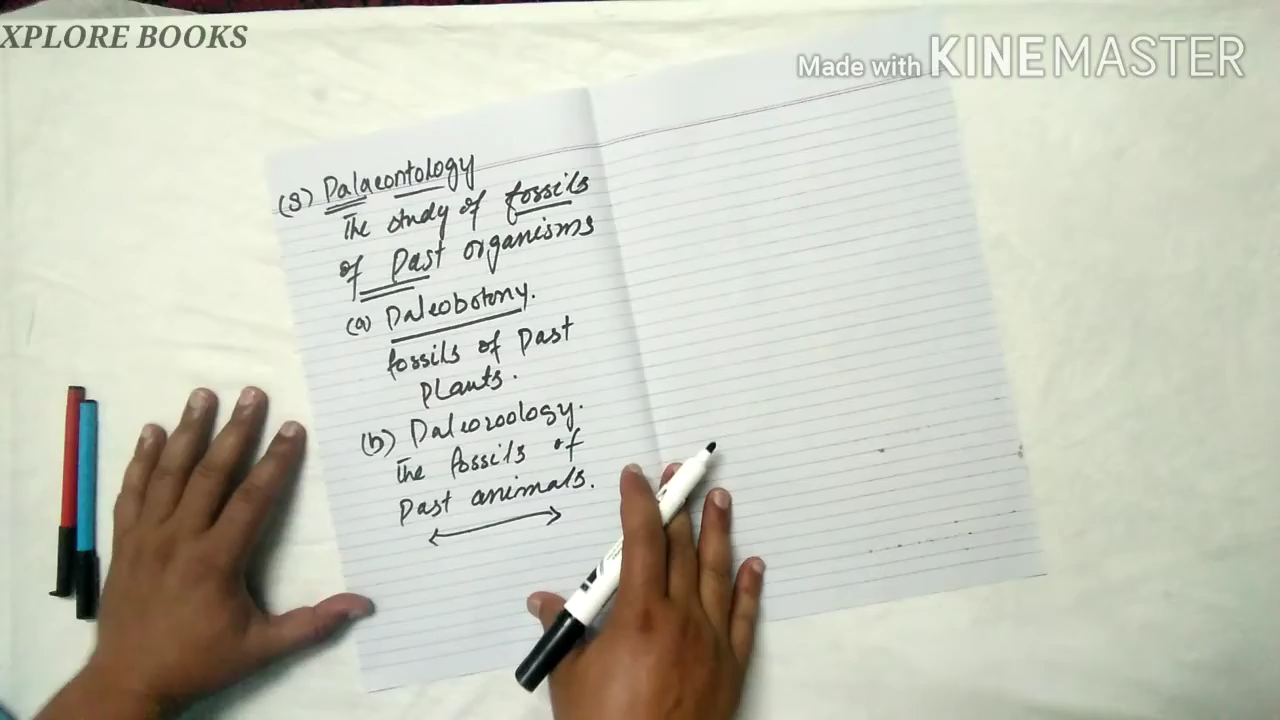 XPLORE BOOKS
Made with KINEMASTER
(8) Palaeontology
The study of fossils
of Past organisms
(a) Paleobotony.
fossils of Past
Plants.
(b) Paleozoology.
The fossils of
Past animals.